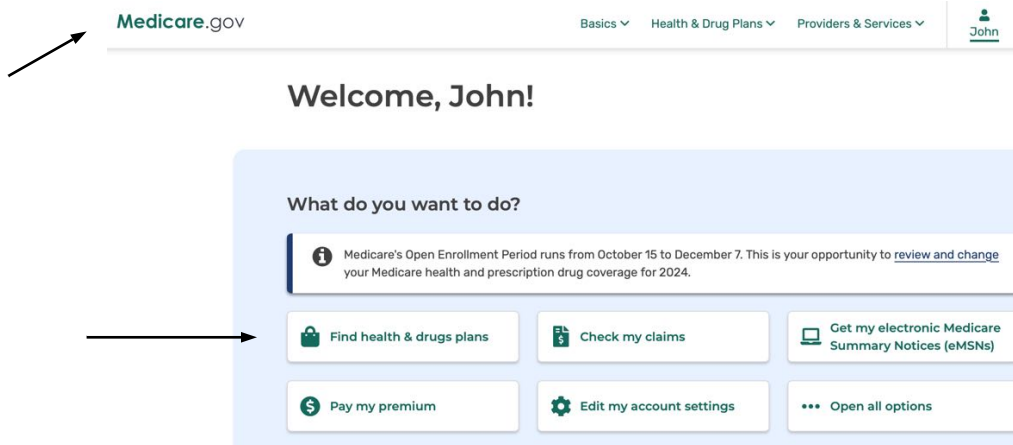 Medicare.gov
Basics
Health & Drug Plans
Providers & Services
John
Welcome, John!
What do you want to do?
Medicare's Open Enrollment Period runs from October 15 to December 7. This is your opportunity to review and change
your Medicare health and prescription drug coverage for 2024.
Find health & drugs plans
Check my claims
Get my electronic Medicare
Summary Notices (eMSNs)
Pay my premium
Edit my account settings
Open all options